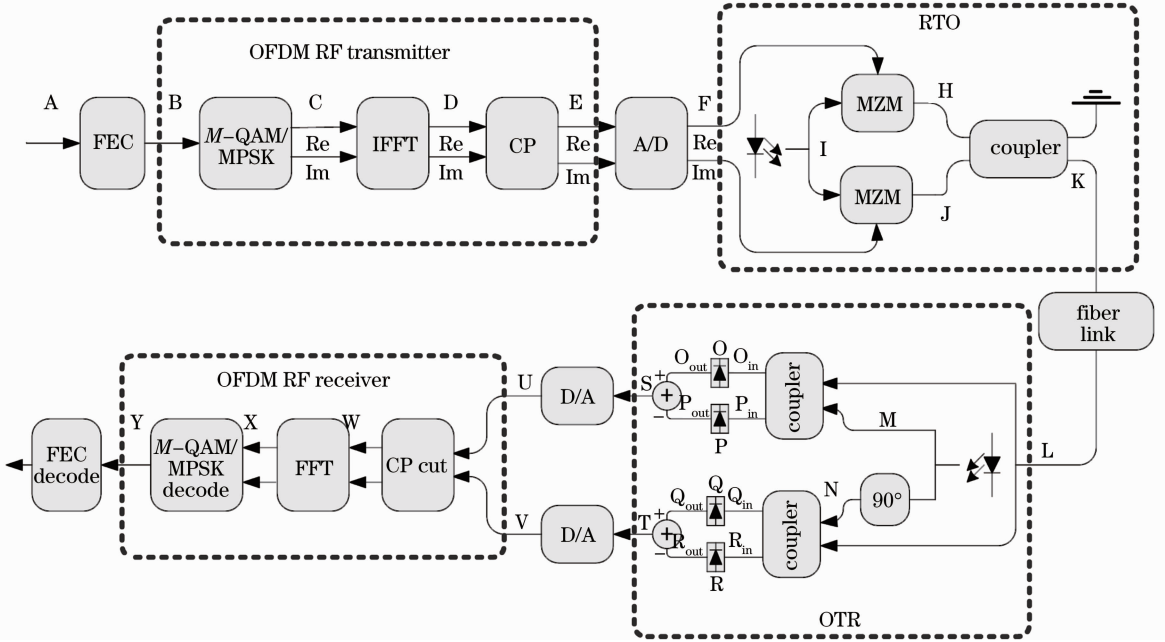 RTO
OFDM RF transmitter
A
B
C
D
E
F
H
FEC
M−QAM/
MPSK
IFFT
CP
A/D
MZM
Re
Im
Re
Im
Re
Im
Re
Im
I
coupler
MZM
J
K
fiber
link
OFDM RF receiver
O
O out
O in
U
D/A
S
+
+
−
P out
P in
P
coupler
M
L
Y
X
W
FEC
decode
M−QAM/
MPSK
decode
FFT
CP cut
Q
Q out
Q in
N
90°
V
D/A
T
+
+
−
R out
R in
R
coupler
OTR